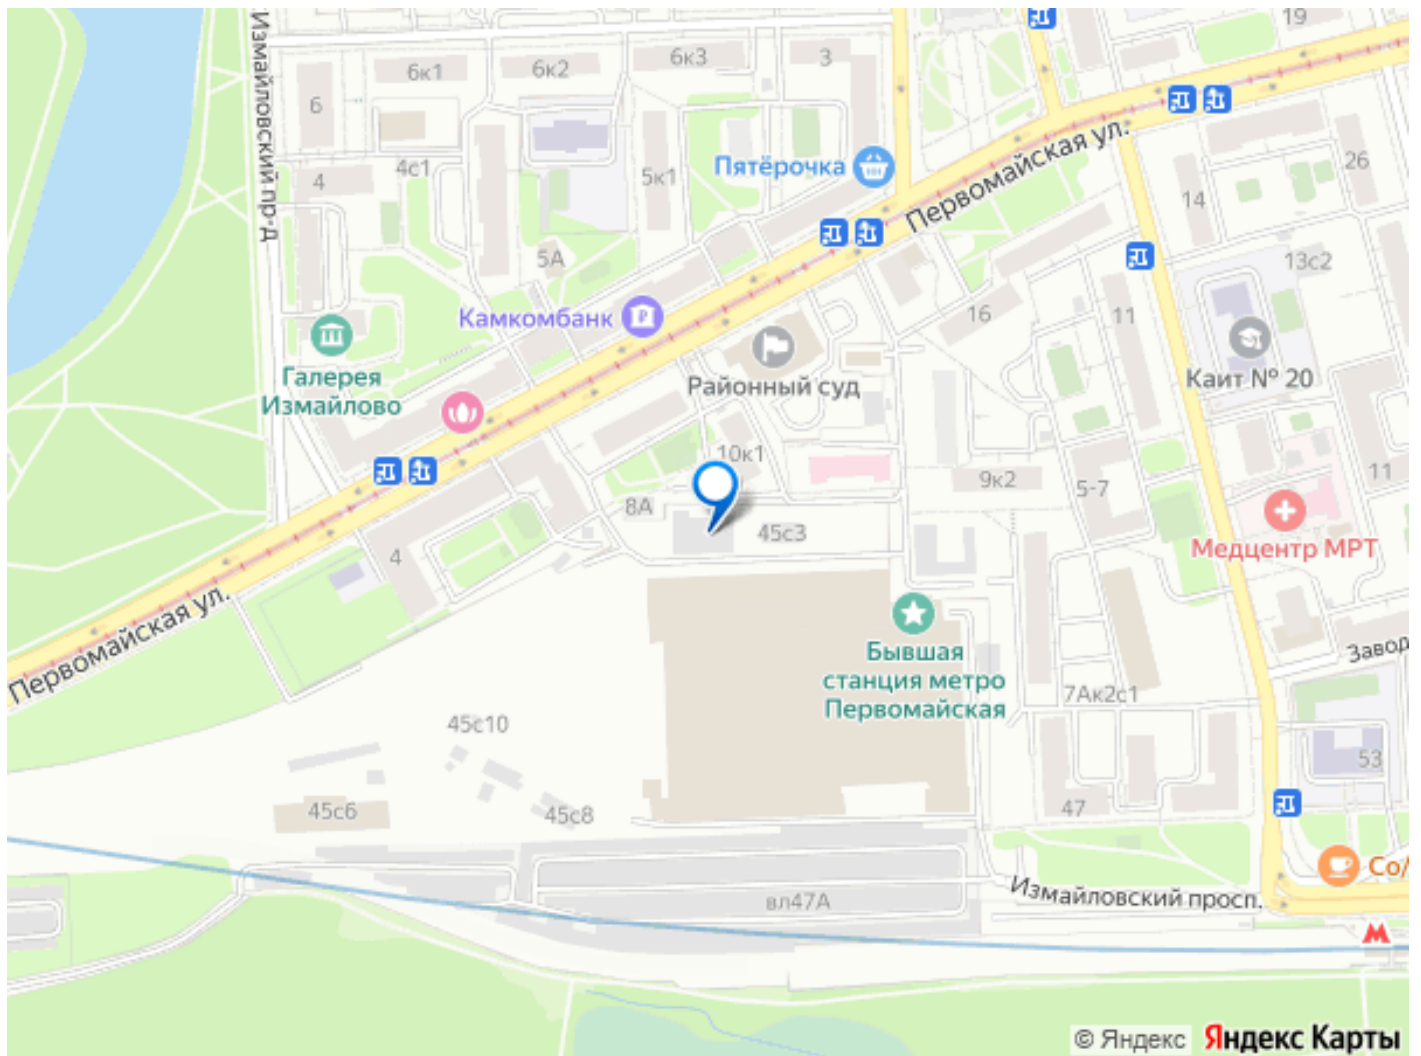 Измайловский пр-д
19
6к1
6к2
6к3
3
6
Первомайская ул.
Пятёрочка
4с1
5к1
4
26
14
5А
13с2
Камкомбанк
16
11
Галерея
Измайлово
Районный суд
Каит № 20
10к1
9к2
5-7
11
8А
45с3
Медцентр МРТ
4
Первомайская ул.
Бывшая
станция метро
Первомайская
Завод
7Ак2с1
45с10
53
45с6
45с8
47
Со/
вл47А
Измайловский просп.
© Яндекс Яндекс Карты